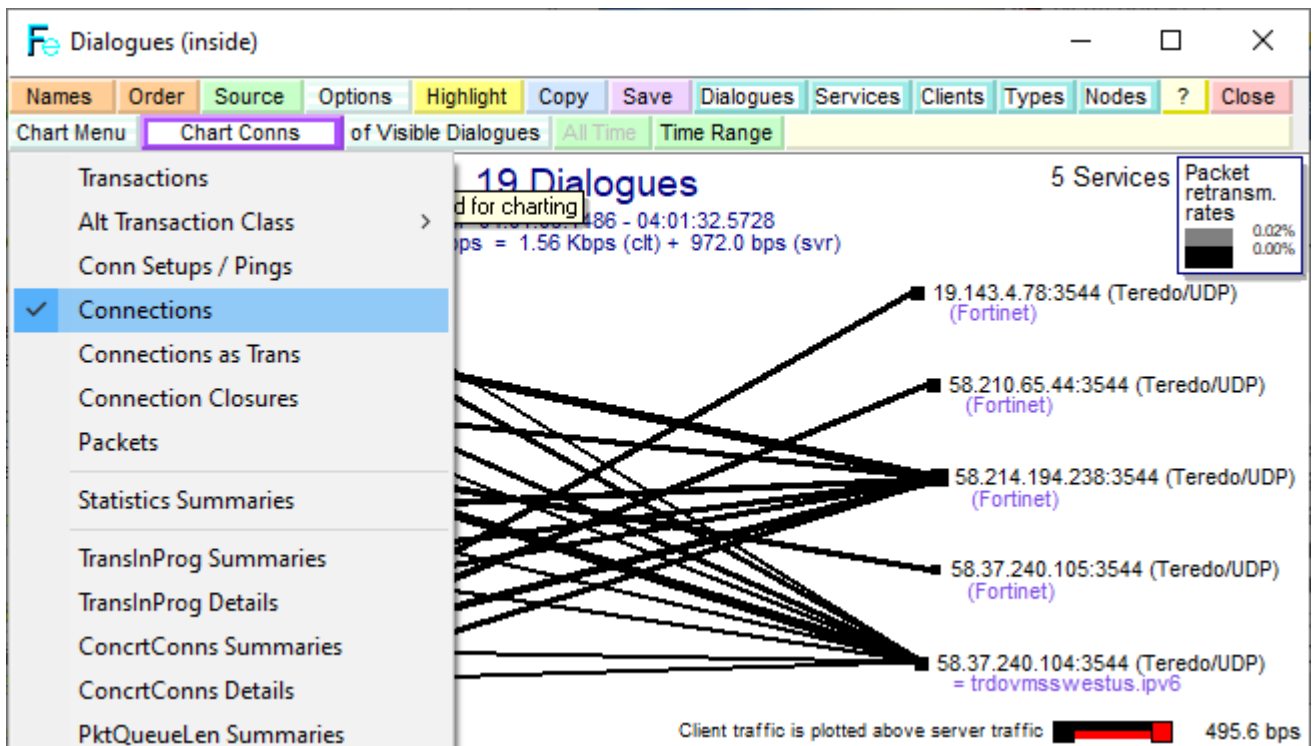 Fe Dialogues (inside)
Names Order Source Options Highlight Copy Save Dialogues Services Clients Types Nodes ? Close
Chart Menu Chart Conns of Visible Dialogues All Time Time Range
Transactions
Alt Transaction Class
Conn Setups / Pings
Connections
Connections as Trans
Connection Closures
Packets
Statistics Summaries
TransInProg Summaries
TransInProg Details
ConcrtConns Summaries
ConcrtConns Details
PktQueueLen Summaries
19 Dialogues
d for charting
486 - 04:01:32.5728
ps = 1.56 Kbps (clt) + 972.0 bps (svr)
5 Services
Packet
retransm.
rates
0.02%
0.00%
19.143.4.78:3544 (Teredo/UDP)
(Fortinet)
58.210.65.44:3544 (Teredo/UDP)
(Fortinet)
58.214.194.238:3544 (Teredo/UDP)
(Fortinet)
58.37.240.105:3544 (Teredo/UDP)
(Fortinet)
58.37.240.104:3544 (Teredo/UDP)
= trdovmsswestus.ipv6
Client traffic is plotted above server traffic 495.6 bps